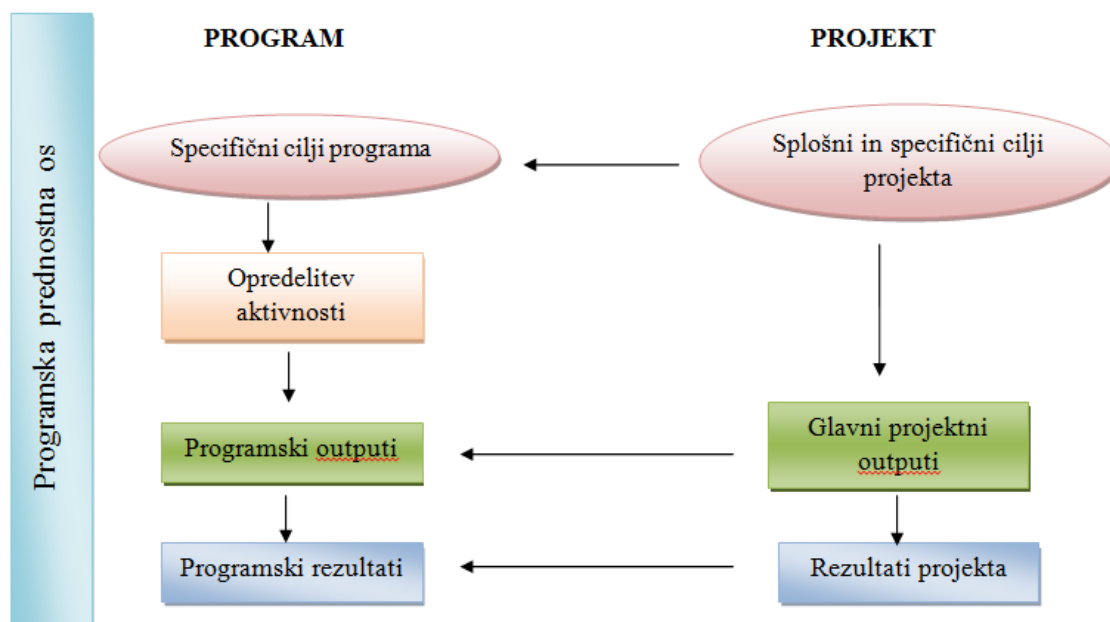 PROGRAM
PROJEKT
Programska prednostna os
Specifični cilji programa
Splošni in specifični cilji
projekta
Opredelitev
aktivnosti
Programski outputi
Glavni projektni
outputi
Programski rezultati
Rezultati projekta